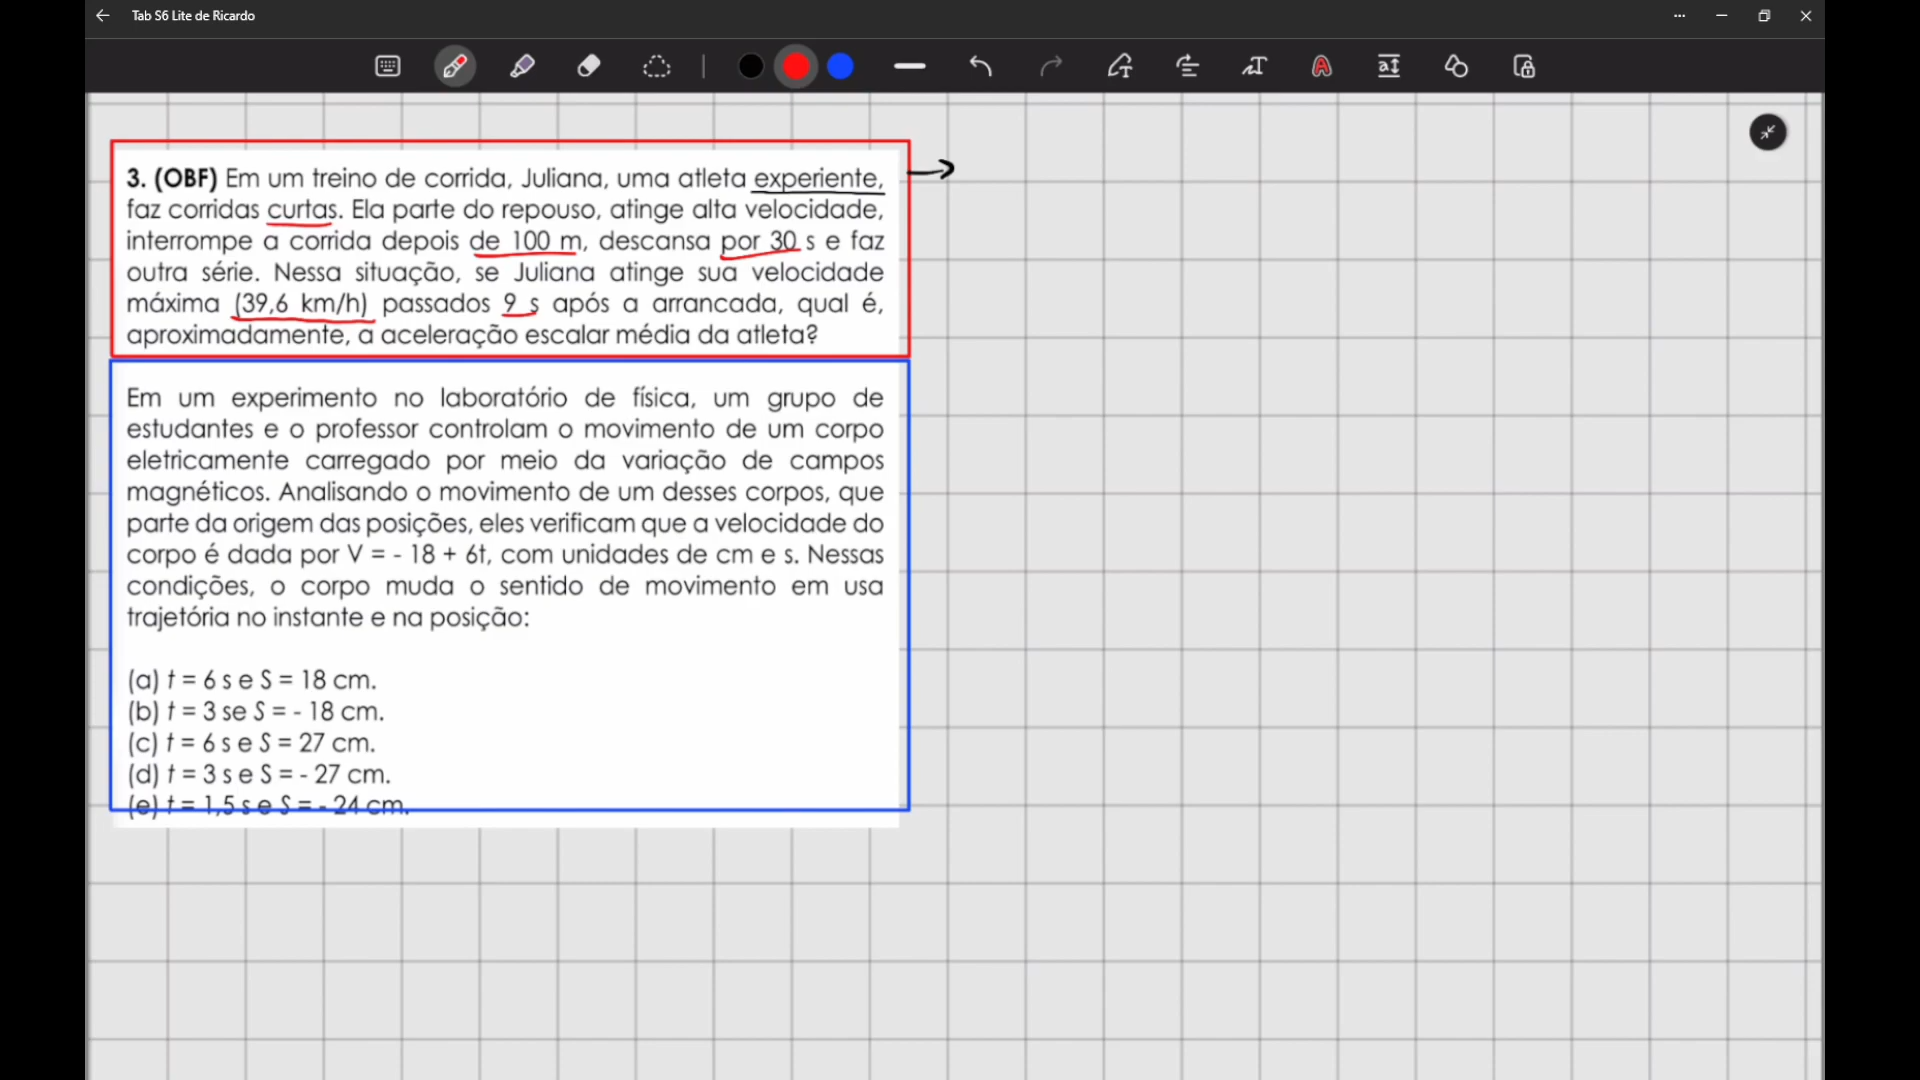 Tab S6 Lite de Ricardo
3. (OBF) Em um treino de corrida, Juliana, uma atleta experiente,
faz corridas curtas. Ela parte do repouso, atinge alta velocidade,
interrompe a corrida depois de 100 m, descansa por 30 s e faz
outra série. Nessa situação, se Juliana atinge sua velocidade
máxima (39,6 km/h) passados 9 s após a arrancada, qual é,
aproximadamente, a aceleração escalar média da atleta?
Em um experimento no laboratório de física, um grupo de
estudantes e o professor controlam o movimento de um corpo
eletricamente carregado por meio da variação de campos
magnéticos. Analisando o movimento de um desses corpos, que
parte da origem das posições, eles verificam que a velocidade do
corpo é dada por V = - 18 + 6t, com unidades de cm e s. Nessas
condições, o corpo muda o sentido de movimento em usa
trajetória no instante e na posição:
(a) t = 6 s e S = 18 cm.
(b) t = 3 se S = - 18 cm.
(c) t = 6 s e S = 27 cm.
(d) t = 3 s e S = - 27 cm.
(e) t = 1,5 s e S = - 24 cm.